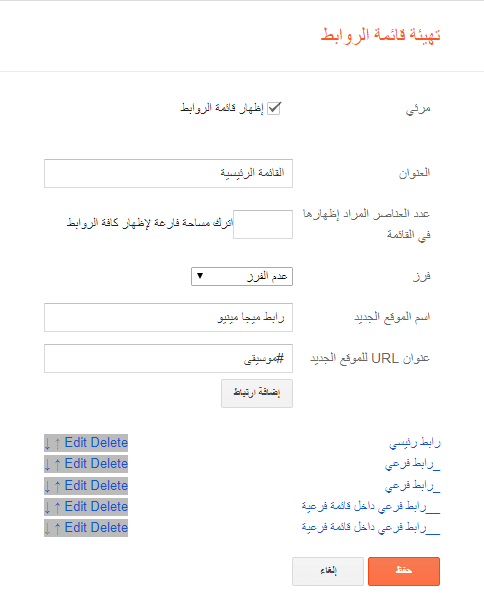 تهيئة قائمة الروابط
مرئي
إظهار قائمة الروابط
العنوان
القائمة الرئيسية
عدد العناصر المراد إظهارها
في القائمة
اترك مساحة فارغة لإظهار كافة الروابط
فرز
عدم الفرز
اسم الموقع الجديد
رابط ميجا مينيو
عنوان URL للموقع الجديد
#موسيقى
إضافة ارتباط
رابط رئيسي
↓ ↑ Edit Delete
_رابط فرعي
↓ ↑ Edit Delete
_رابط فرعي
↓ ↑ Edit Delete
__رابط فرعي داخل قائمة فرعية
↓ ↑ Edit Delete
__رابط فرعي داخل قائمة فرعية
↓ ↑ Edit Delete
حفظ
إلغاء